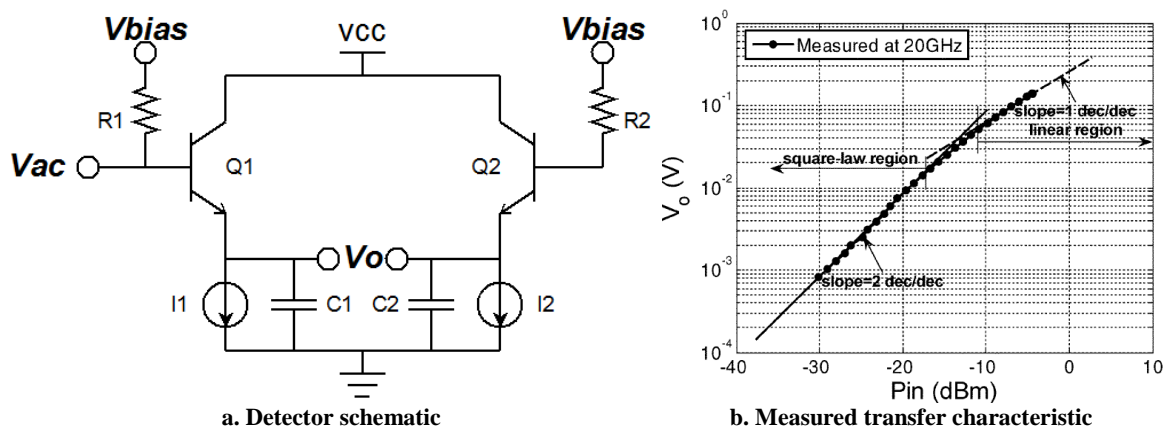 Vbias
VCC
Vbias
R1
R2
Vac
Q1
Q2
Vo
I1
C1
C2
I2
a. Detector schematic
10^0
10^-1
10^-2
10^-3
10^-4
Vo (V)
Measured at 20GHz
slope=1 dec/dec
linear region
square-law region
slope=2 dec/dec
-40
-30
-20
-10
0
10
Pin (dBm)
b. Measured transfer characteristic